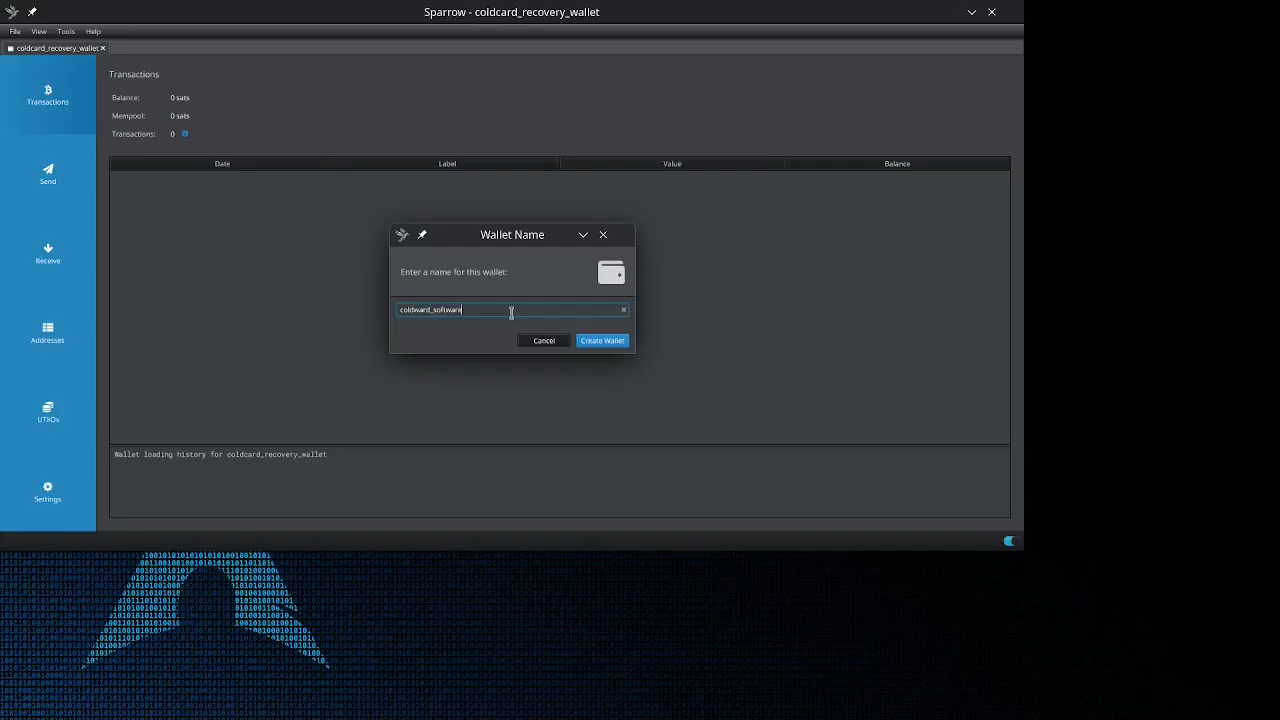 Sparrow - coldcard_recovery_wallet
File View Tools Help
coldcard_recovery_wallet
Transactions
Send
Receive
Addresses
UTXOs
Settings
Transactions
Balance: 0 sats
Mempool: 0 sats
Transactions: 0
Date Label Value Balance
Wallet Name
Enter a name for this wallet:
coldward_software
Cancel Create Wallet
Wallet loading history for coldcard_recovery_wallet